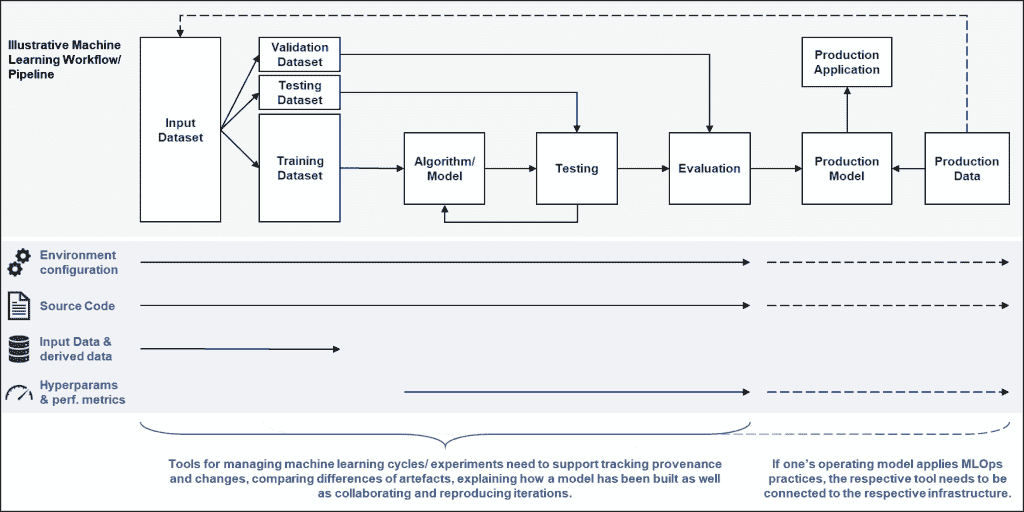 Illustrative Machine
Learning Workflow/
Pipeline
Input
Dataset
Validation
Dataset
Testing
Dataset
Training
Dataset
Algorithm/
Model
Testing
Evaluation
Production
Application
Production
Model
Production
Data
Environment
configuration
Source Code
Input Data &
derived data
Hyperparams
& perf. metrics
Tools for managing machine learning cycles/ experiments need to support tracking provenance
and changes, comparing differences of artefacts, explaining how a model has been built as well
as collaborating and reproducing iterations.
If one's operating model applies MLOps
practices, the respective tool needs to be
connected to the respective infrastructure.